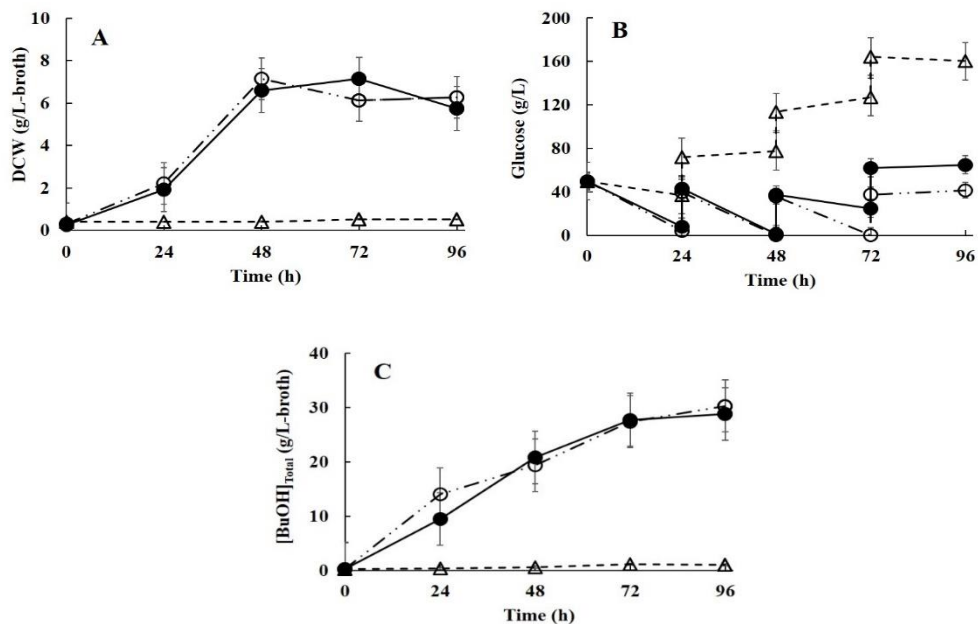 A
DCW (g/L-broth)
10
8
6
4
2
0
0 24 48 72 96
Time (h)
B
Glucose (g/L)
200
160
120
80
40
0
0 24 48 72 96
Time (h)
C
[BuOH]Total (g/L-broth)
40
30
20
10
0
0 24 48 72 96
Time (h)